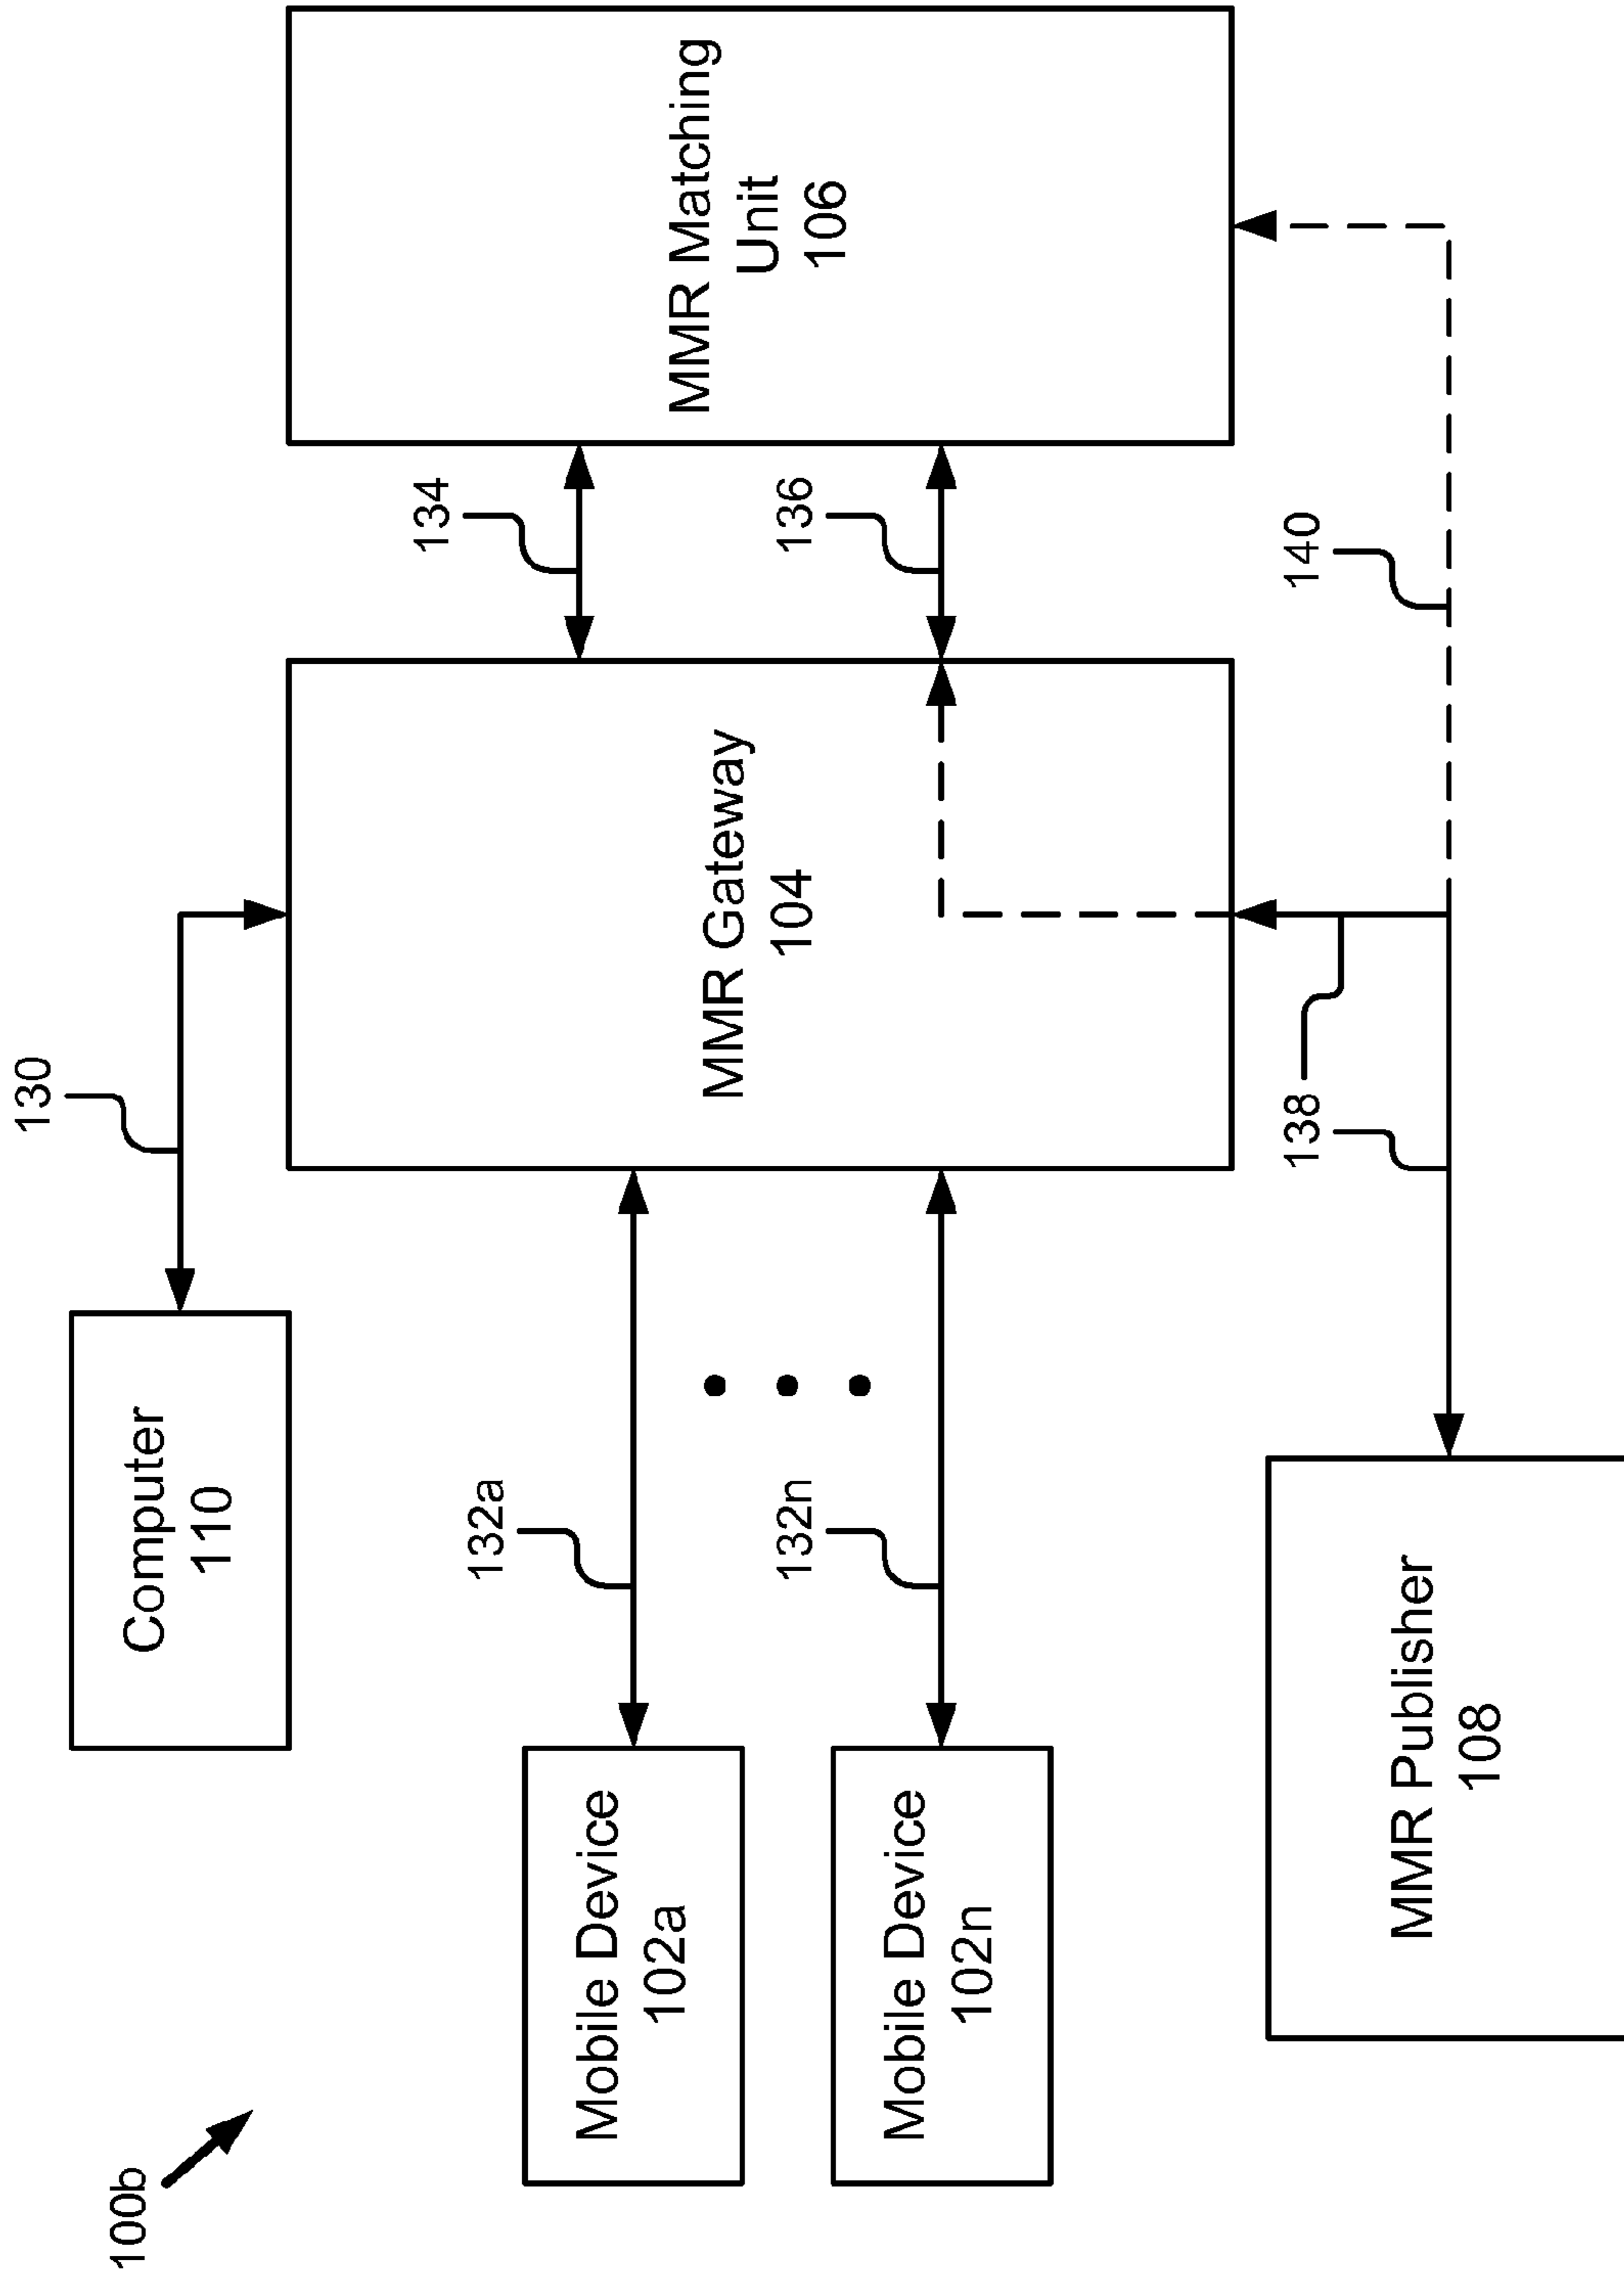 100b
Computer
110
130
Mobile Device
102a
132a
Mobile Device
102n
132n
MMR Gateway
104
134
136
MMR Matching
Unit
106
MMR Publisher
108
138
140